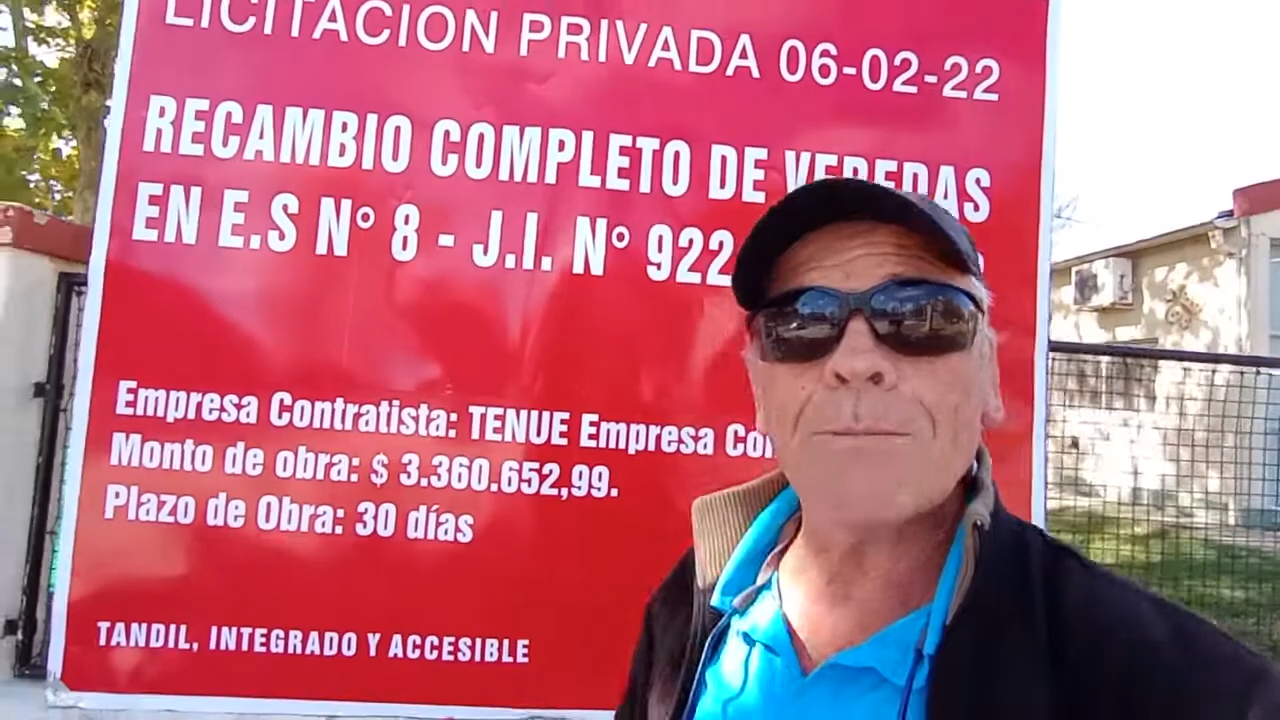 LICITACION PRIVADA 06-02-22
RECAMBIO COMPLETO DE VEREDAS
EN E.S N° 8 - J.I. N° 922
Empresa Contratista: TENUE Empresa
Monto de obra: $ 3.360.652,99.
Plazo de Obra: 30 días
TANDIL, INTEGRADO Y ACCESIBLE